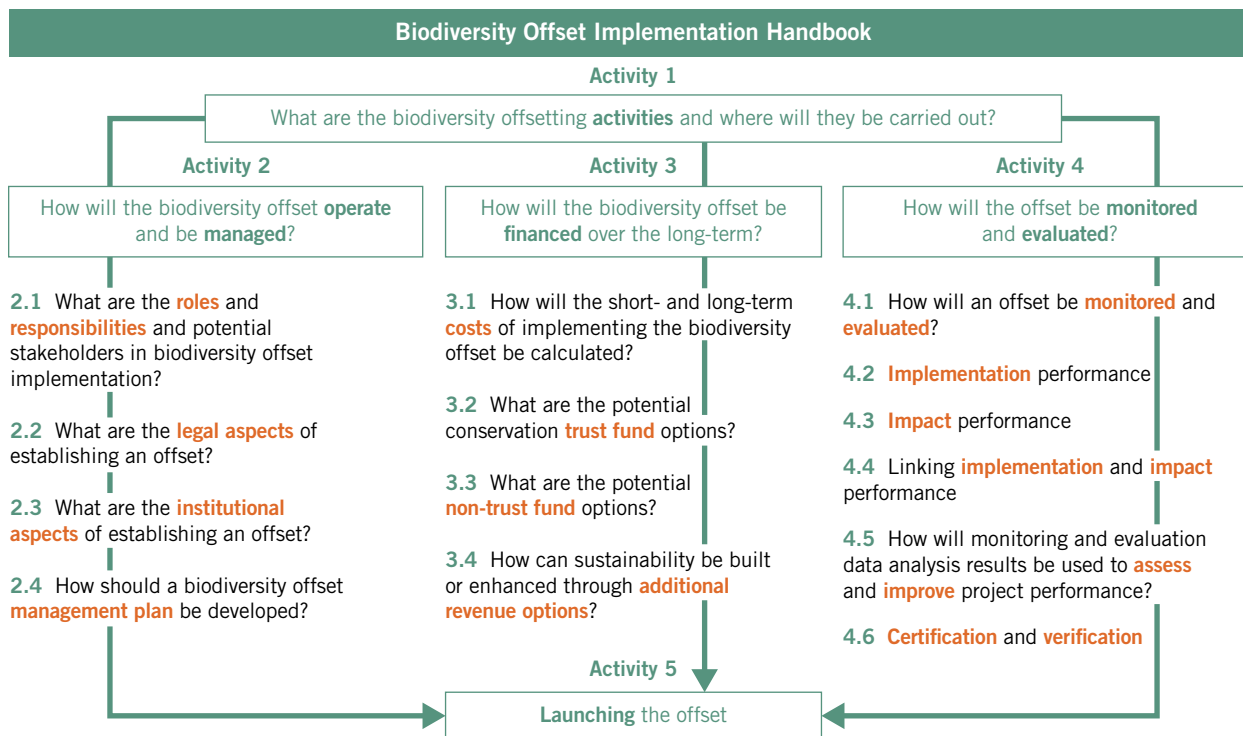 Biodiversity Offset Implementation Handbook
Activity 1
What are the biodiversity offsetting activities and where will they be carried out?
Activity 2
How will the biodiversity offset operate
and be managed?
2.1 What are the roles and
responsibilities and potential
stakeholders in biodiversity offset
implementation?
2.2 What are the legal aspects of
establishing an offset?
2.3 What are the institutional
aspects of establishing an offset?
2.4 How should a biodiversity offset
management plan be developed?
Activity 3
How will the biodiversity offset be
financed over the long-term?
3.1 How will the short- and long-term
costs of implementing the biodiversity
offset be calculated?
3.2 What are the potential
conservation trust fund options?
3.3 What are the potential
non-trust fund options?
3.4 How can sustainability be built
or enhanced through additional
revenue options?
Activity 4
How will the offset be monitored
and evaluated?
4.1 How will an offset be monitored and
evaluated?
4.2 Implementation performance
4.3 Impact performance
4.4 Linking implementation and impact
performance
4.5 How will monitoring and evaluation
data analysis results be used to assess
and improve project performance?
4.6 Certification and verification
Activity 5
Launching the offset